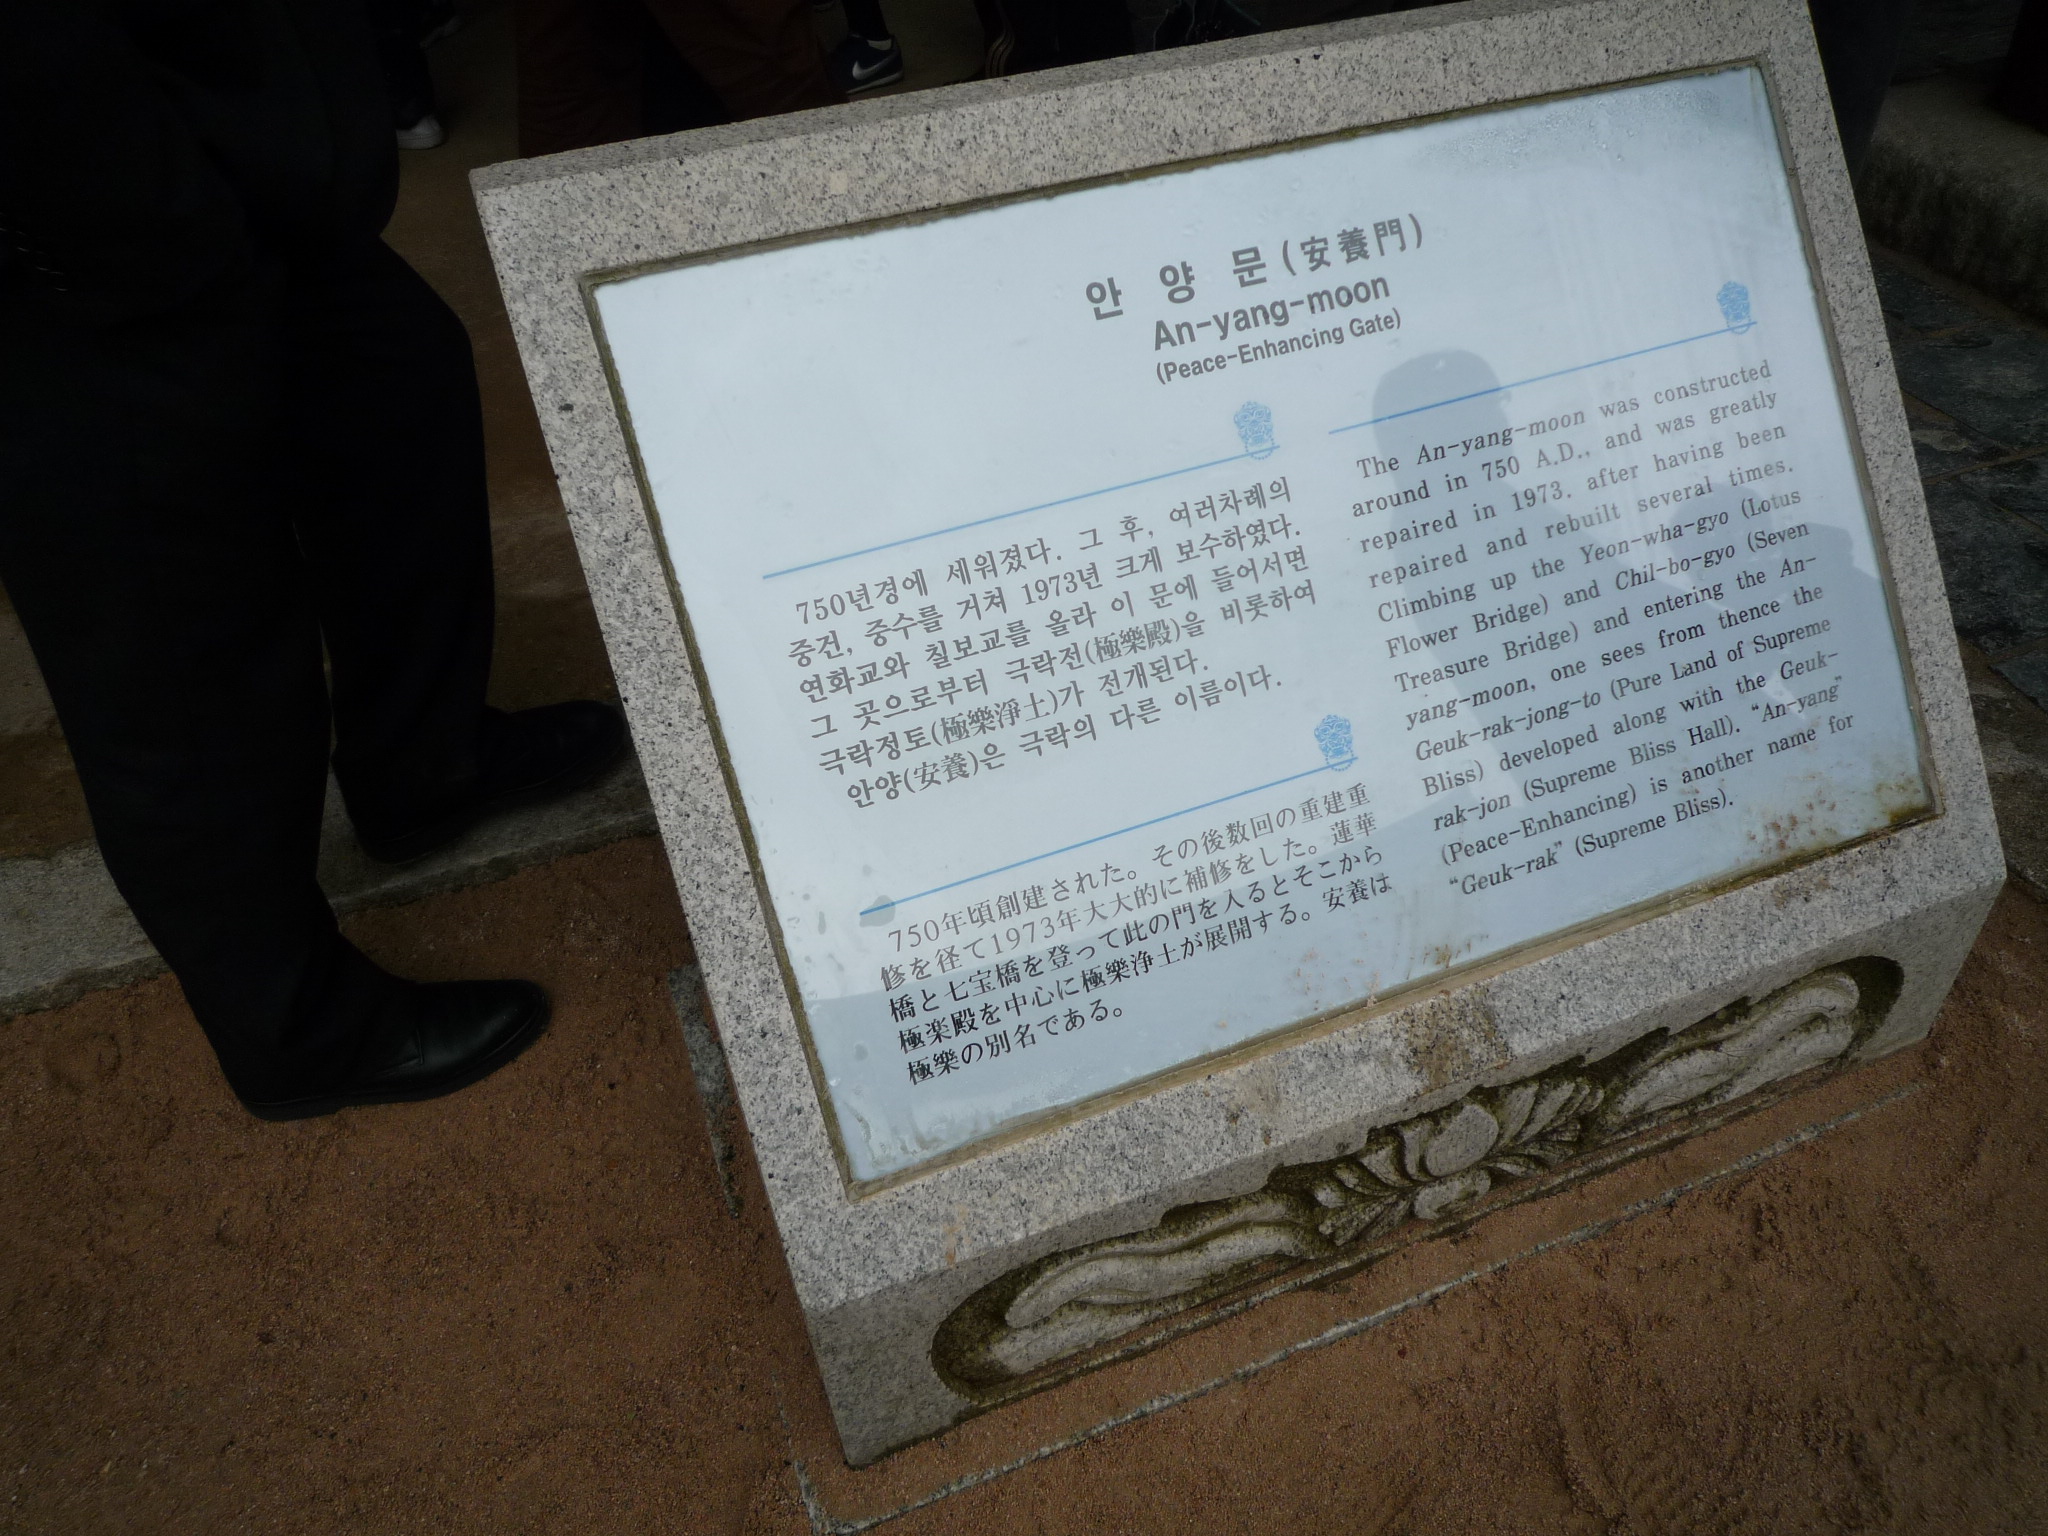 안 양 문 (安養門)
An-yang-moon
(Peace-Enhancing Gate)
750년경에 세워졌다. 그 후, 여러차례의
중건, 중수를 거쳐 1973년 크게 보수하였다.
연화교와 칠보교를 올라 이 문에 들어서면
그 곳으로부터 극락전(極樂殿)을 비롯하여
극락정토(極樂淨土)가 전개된다.
안양(安養)은 극락의 다른 이름이다.
750年頃創建された。その後数回の重建重
修を径て1973年大大的に補修をした。蓮華
橋と七宝橋を登って此の門を入るとそこから
極楽殿を中心に極樂浄土が展開する。安養は
極樂の別名である。
The An-yang-moon was constructed
around in 750 A.D., and was greatly
repaired in 1973. after having been
repaired and rebuilt several times.
Climbing up the Yeon-wha-gyo (Lotus
Flower Bridge) and Chil-bo-gyo (Seven
Treasure Bridge) and entering the An-
yang-moon, one sees from thence the
Geuk-rak-jong-to (Pure Land of Supreme
Bliss) developed along with the Geuk-
rak-jon (Supreme Bliss Hall). "An-yang"
(Peace-Enhancing) is another name for
"Geuk-rak" (Supreme Bliss).